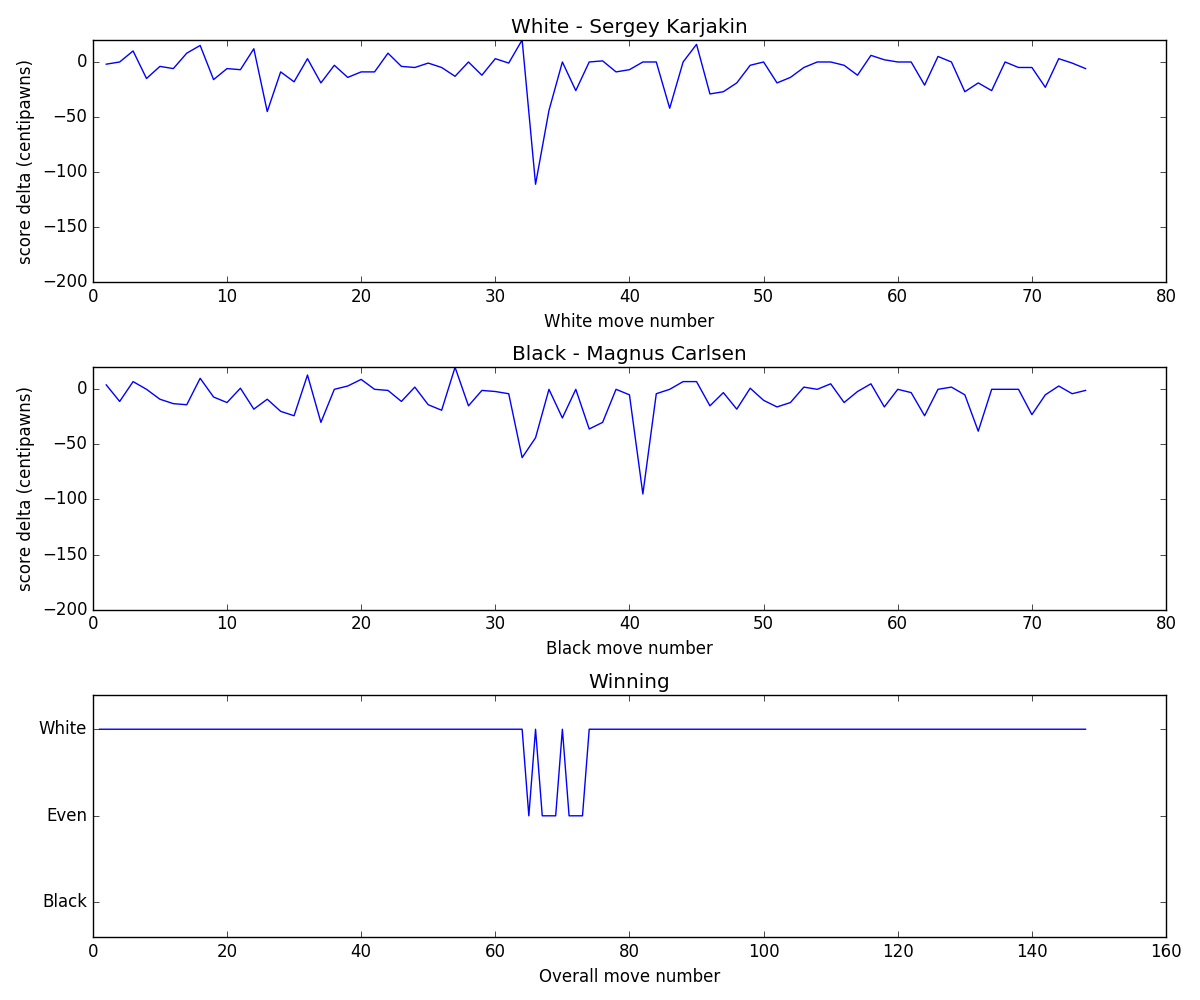 White - Sergey Karjakin
score delta (centipawns)
0
−50
−100
−150
−200
0 10 20 30 40 50 60 70 80
White move number
Black - Magnus Carlsen
score delta (centipawns)
0
−50
−100
−150
−200
0 10 20 30 40 50 60 70 80
Black move number
Winning
White
Even
Black
0 20 40 60 80 100 120 140 160
Overall move number